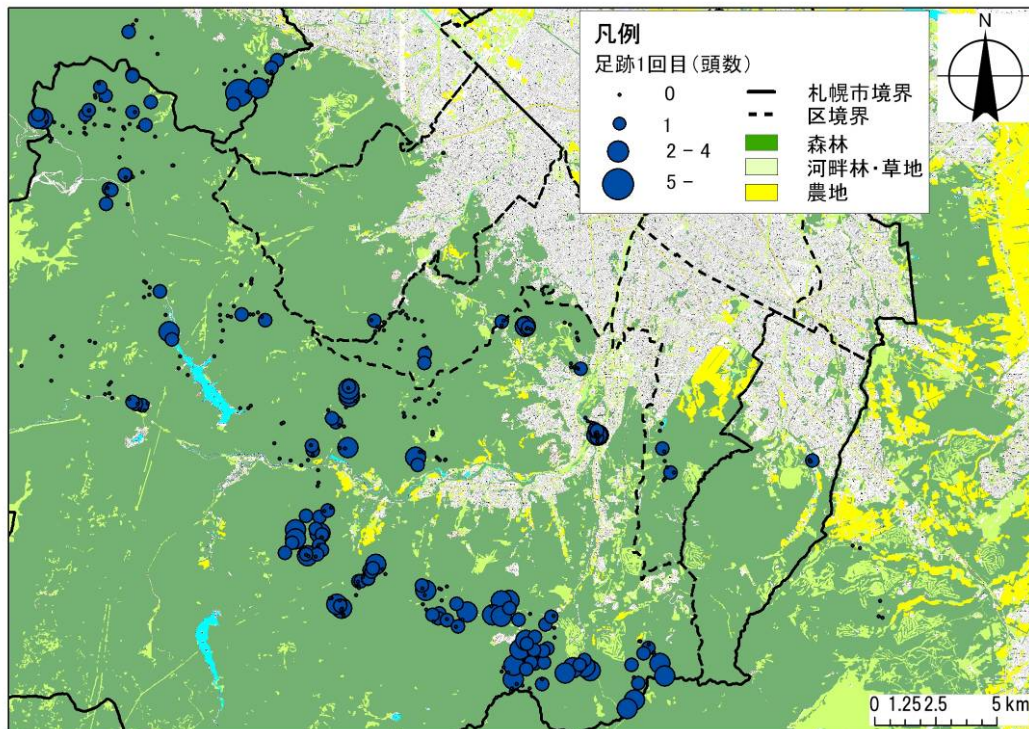 凡例
足跡1回目(頭数)
0
1
2 - 4
5 -
札幌市境界
区境界
森林
河畔林・草地
農地
N
0 1.25 2.5 5 km